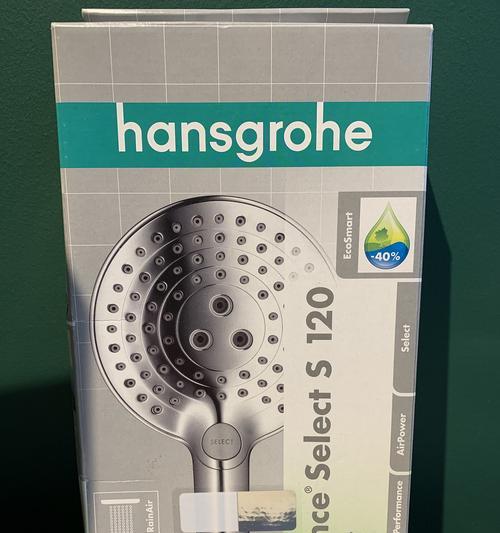 hansgrohe
EcoSmart
-40%
Select
AirPower
Performance
nce® Select S 120
SELECT
RainAir